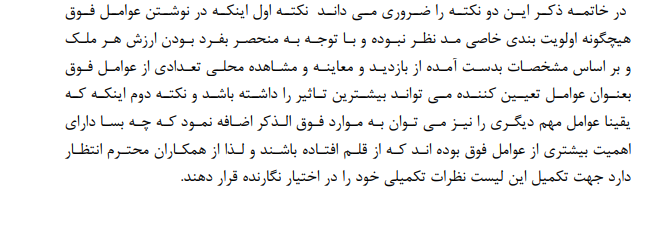 در خاتمه ذکر این دو نکته را ضروری می داند نکته اول اینکه در نوشتن عوامل فوق
هیچگونه اولویت بندی خاصی مد نظر نبوده و با توجه به منحصر بفرد بودن ارزش هر ملک
و بر اساس مشخصات بدست آمده از بازدید و معاینه و مشاهده محلی تعدادی از عوامل فوق
بعنوان عوامل تعیین کننده می تواند بیشترین تاثیر را داشته باشد و نکته دوم اینکه که
یقینا عوامل مهم دیگری را نیز می توان به موارد فوق الذکر اضافه نمود که چه بسا دارای
اهمیت بیشتری از عوامل فوق بوده اند که از قلم افتاده باشند و لذا از همکاران محترم انتظار
دارد جهت تکمیل این لیست نظرات تکمیلی خود را در اختیار نگارنده قرار دهند.